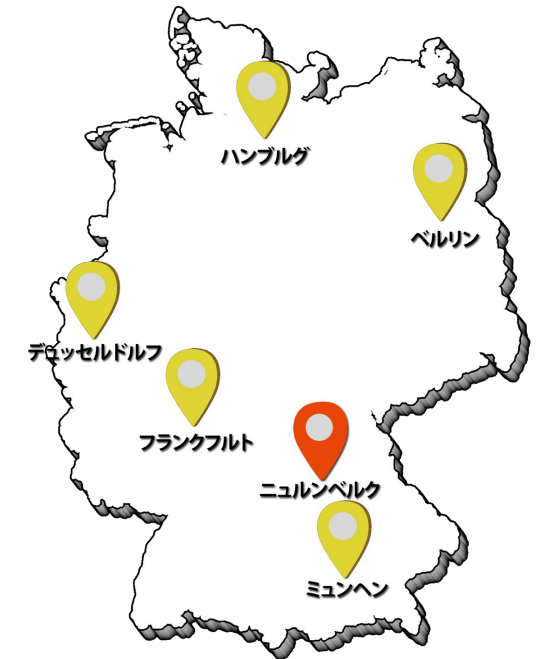 ハンブルグ
ベルリン
デュッセルドルフ
フランクフルト
ニュルンベルク
ミュンヘン